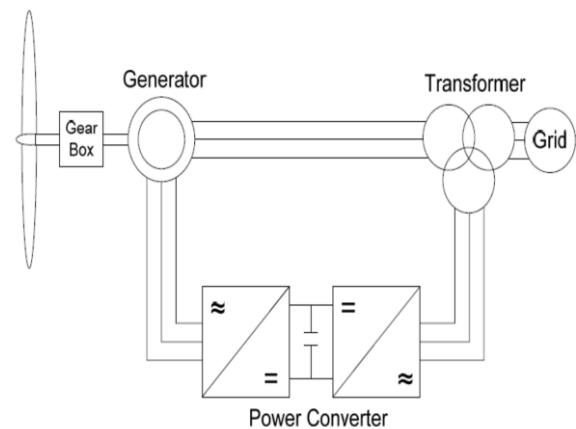 Generator
Transformer
Gear
Box
Grid
≈
=
=
≈
Power Converter